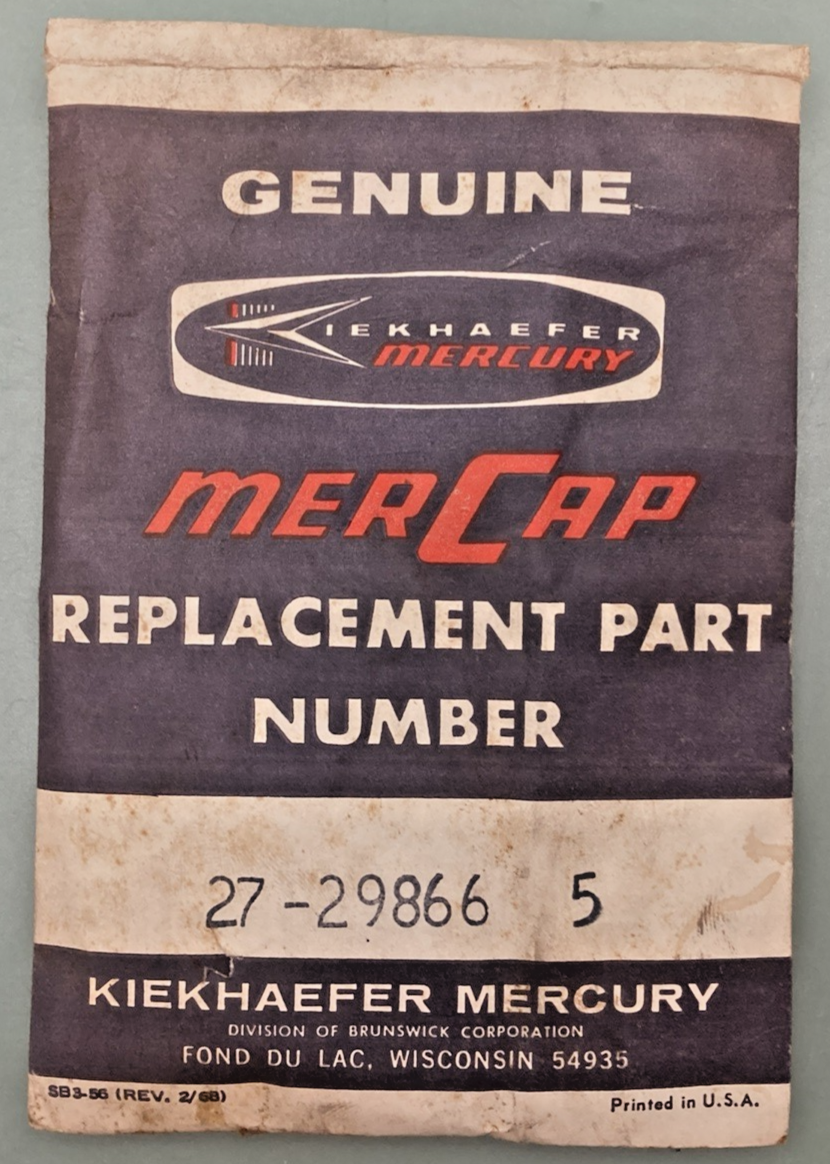 GENUINE
KIEKHAEFER
MERCURY
MERCAP
REPLACEMENT PART
NUMBER
27-29866 5
KIEKHAEFER MERCURY
DIVISION OF BRUNSWICK CORPORATION
FOND DU LAC, WISCONSIN 54935
SB3-56 (REV. 2/68)
Printed in U.S.A.